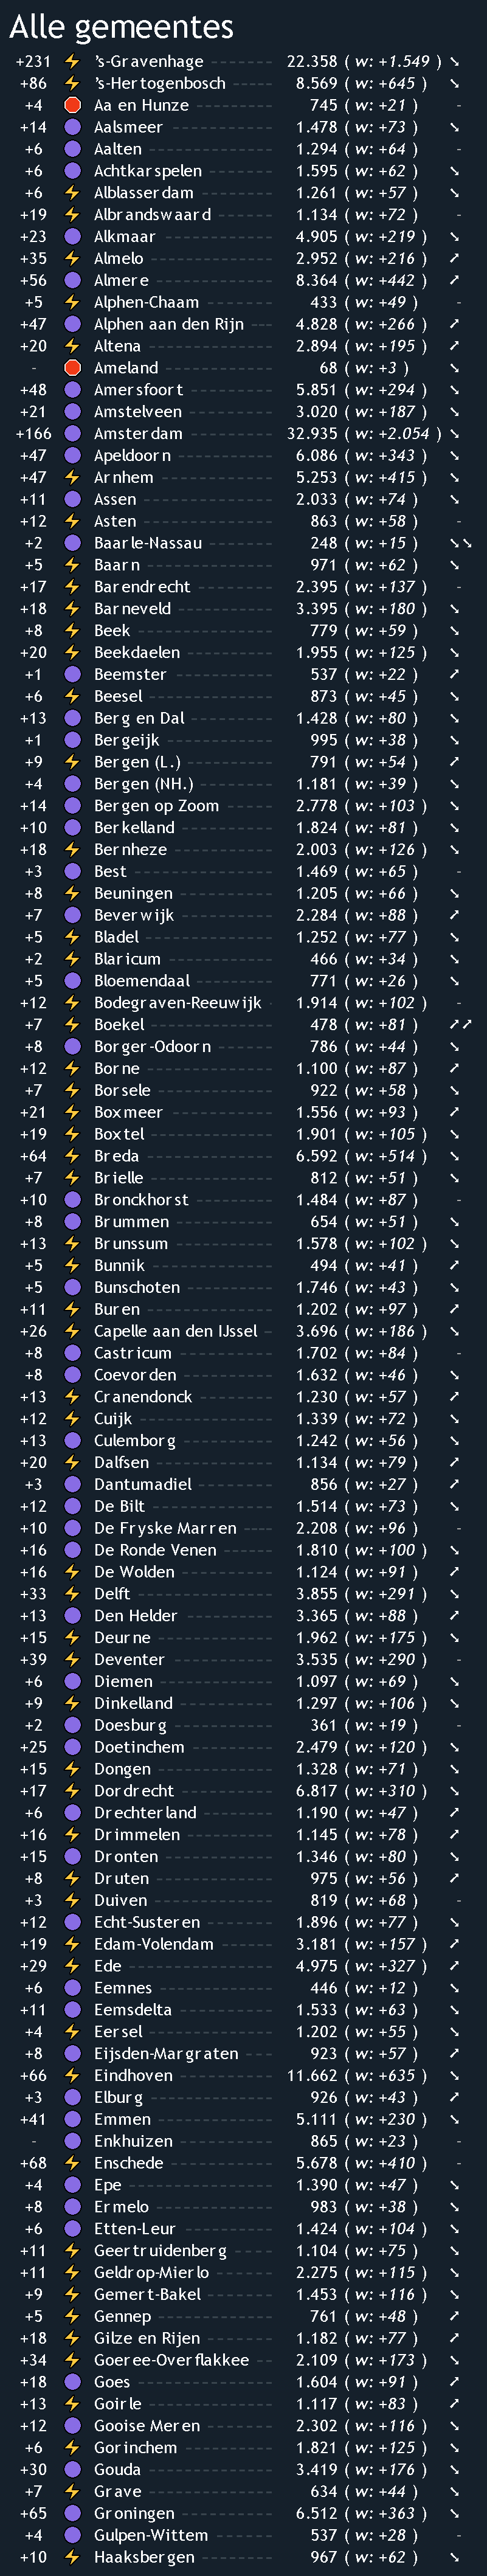 Alle gemeentes
+231 ⚡ 's-Gravenhage 22.358 ( w: +1.549 ) ↘
+86 ⚡ 's-Hertogenbosch 8.569 ( w: +645 ) ↘
+4 Aa en Hunze 745 ( w: +21 ) -
+14 Aalsmeer 1.478 ( w: +73 ) ↘
+6 Aalten 1.294 ( w: +64 ) -
+6 Achtkarspelen 1.595 ( w: +62 ) ↘
+6 ⚡ Alblasserdam 1.261 ( w: +57 ) ↘
+19 ⚡ Albrandswaard 1.134 ( w: +72 ) -
+23 Alkmaar 4.905 ( w: +219 ) ↘
+35 ⚡ Almelo 2.952 ( w: +216 ) ↗
+56 Almere 8.364 ( w: +442 ) ↗
+5 ⚡ Alphen-Chaam 433 ( w: +49 ) -
+47 Alphen aan den Rijn 4.828 ( w: +266 ) ↗
+20 ⚡ Altena 2.894 ( w: +195 ) ↗
- Ameland 68 ( w: +3 ) ↘
+48 Amersfoort 5.851 ( w: +294 ) ↘
+21 Amstelveen 3.020 ( w: +187 ) ↘
+166 Amsterdam 32.935 ( w: +2.054 ) ↘
+47 Apeldoorn 6.086 ( w: +343 ) ↘
+47 ⚡ Arnhem 5.253 ( w: +415 ) ↘
+11 Assen 2.033 ( w: +74 ) ↘
+12 ⚡ Asten 863 ( w: +58 ) -
+2 Baarle-Nassau 248 ( w: +15 ) ↘↘
+5 ⚡ Baarn 971 ( w: +62 ) ↘
+17 ⚡ Barendrecht 2.395 ( w: +137 ) -
+18 ⚡ Barneveld 3.395 ( w: +180 ) ↘
+8 ⚡ Beek 779 ( w: +59 ) ↘
+20 ⚡ Beekdaelen 1.955 ( w: +125 ) ↘
+1 Beemster 537 ( w: +22 ) ↗
+6 ⚡ Beesel 873 ( w: +45 ) ↘
+13 Berg en Dal 1.428 ( w: +80 ) ↘
+1 Bergeijk 995 ( w: +38 ) ↘
+9 ⚡ Bergen (L.) 791 ( w: +54 ) ↗
+4 Bergen (NH.) 1.181 ( w: +39 ) ↘
+14 Bergen op Zoom 2.778 ( w: +103 ) ↘
+10 Berkelland 1.824 ( w: +81 ) ↘
+18 ⚡ Bernheze 2.003 ( w: +126 ) ↘
+3 Best 1.469 ( w: +65 ) -
+8 ⚡ Beuningen 1.205 ( w: +66 ) ↘
+7 Beverwijk 2.284 ( w: +88 ) ↗
+5 ⚡ Bladel 1.252 ( w: +77 ) ↘
+2 ⚡ Blaricum 466 ( w: +34 ) ↘
+5 Bloemendaal 771 ( w: +26 ) ↘
+12 ⚡ Bodegraven-Reeuwijk 1.914 ( w: +102 ) -
+7 ⚡ Boekel 478 ( w: +81 ) ↗↗
+8 Borger-Odoorn 786 ( w: +44 ) ↘
+12 ⚡ Borne 1.100 ( w: +87 ) ↗
+7 ⚡ Borsele 922 ( w: +58 ) ↘
+21 ⚡ Boxmeer 1.556 ( w: +93 ) ↗
+19 ⚡ Boxtel 1.901 ( w: +105 ) ↘
+64 ⚡ Breda 6.592 ( w: +514 ) ↘
+7 ⚡ Brielle 812 ( w: +51 ) ↘
+10 Bronckhorst 1.484 ( w: +87 ) -
+8 Brummen 654 ( w: +51 ) ↘
+13 ⚡ Brunssum 1.578 ( w: +102 ) ↘
+5 ⚡ Bunnik 494 ( w: +41 ) ↗
+5 Bunschoten 1.746 ( w: +43 ) ↘
+11 ⚡ Buren 1.202 ( w: +97 ) ↗
+26 ⚡ Capelle aan den IJssel 3.696 ( w: +186 ) ↘
+8 Castricum 1.702 ( w: +84 ) -
+8 Coevorden 1.632 ( w: +46 ) ↘
+13 ⚡ Cranendonck 1.230 ( w: +57 ) ↗
+12 ⚡ Cuijk 1.339 ( w: +72 ) ↘
+13 Culemborg 1.242 ( w: +56 ) ↘
+20 ⚡ Dalfsen 1.134 ( w: +79 ) ↗
+3 Dantumadiel 856 ( w: +27 ) ↗
+12 De Bilt 1.514 ( w: +73 ) ↘
+10 De Fryske Marren 2.208 ( w: +96 ) -
+16 De Ronde Venen 1.810 ( w: +100 ) ↘
+16 ⚡ De Wolden 1.124 ( w: +91 ) ↗
+33 ⚡ Delft 3.855 ( w: +291 ) ↘
+13 Den Helder 3.365 ( w: +88 ) ↗
+15 ⚡ Deurne 1.962 ( w: +175 ) ↘
+39 ⚡ Deventer 3.535 ( w: +290 ) -
+6 Diemen 1.097 ( w: +69 ) ↘
+9 ⚡ Dinkelland 1.297 ( w: +106 ) ↘
+2 Doesburg 361 ( w: +19 ) -
+25 Doetinchem 2.479 ( w: +120 ) ↘
+15 ⚡ Dongen 1.328 ( w: +71 ) ↘
+17 ⚡ Dordrecht 6.817 ( w: +310 ) ↘
+6 Drechterland 1.190 ( w: +47 ) ↗
+16 ⚡ Drimmelen 1.145 ( w: +78 ) ↗
+15 Dronten 1.346 ( w: +80 ) ↘
+8 ⚡ Druten 975 ( w: +56 ) ↗
+3 ⚡ Duiven 819 ( w: +68 ) -
+12 Echt-Susteren 1.896 ( w: +77 ) ↘
+19 ⚡ Edam-Volendam 3.181 ( w: +157 ) ↗
+29 ⚡ Ede 4.975 ( w: +327 ) ↗
+6 Eemnes 446 ( w: +12 ) ↘
+11 Eemsdelta 1.533 ( w: +63 ) ↘
+4 ⚡ Eersel 1.202 ( w: +55 ) ↘
+8 Eijsden-Margraten 923 ( w: +57 ) ↗
+66 ⚡ Eindhoven 11.662 ( w: +635 ) ↘
+3 Elburg 926 ( w: +43 ) ↗
+41 Emmen 5.111 ( w: +230 ) ↘
- Enkhuizen 865 ( w: +23 ) -
+68 ⚡ Enschede 5.678 ( w: +410 ) -
+4 Epe 1.390 ( w: +47 ) ↘
+8 Ermelo 983 ( w: +38 ) ↘
+6 Etten-Leur 1.424 ( w: +104 ) ↘
+11 ⚡ Geertruidenberg 1.104 ( w: +75 ) ↘
+11 ⚡ Geldrop-Mierlo 2.275 ( w: +115 ) ↘
+9 ⚡ Gemert-Bakel 1.453 ( w: +116 ) ↘
+5 ⚡ Gennep 761 ( w: +48 ) ↗
+18 ⚡ Gilze en Rijen 1.182 ( w: +77 ) ↗
+34 ⚡ Goeree-Overflakkee 2.109 ( w: +173 ) ↘
+18 Goes 1.604 ( w: +91 ) ↗
+13 ⚡ Goirle 1.117 ( w: +83 ) ↗
+12 Gooise Meren 2.302 ( w: +116 ) ↘
+6 ⚡ Gorinchem 1.821 ( w: +125 ) ↘
+30 Gouda 3.419 ( w: +176 ) ↘
+7 ⚡ Grave 634 ( w: +44 ) ↘
+65 Groningen 6.512 ( w: +363 ) ↘
+4 Gulpen-Wittem 537 ( w: +28 ) -
+10 ⚡ Haaksbergen 967 ( w: +62 ) ↘